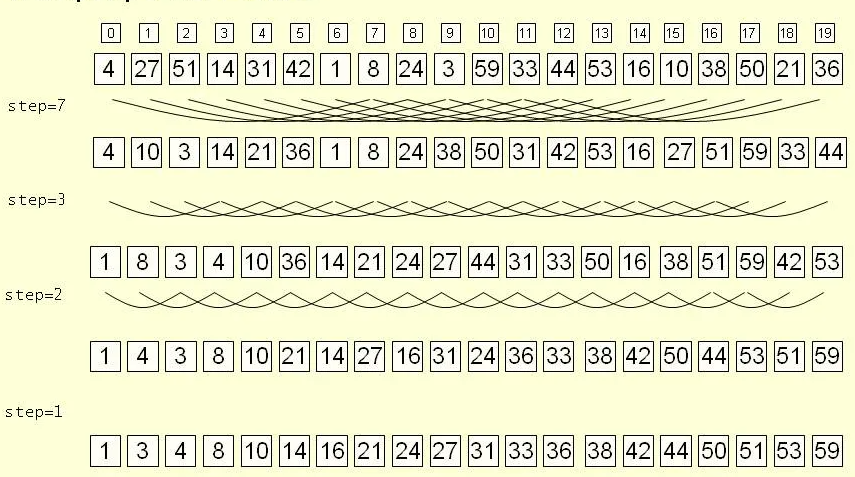 0 1 2 3 4 5 6 7 8 9 10 11 12 13 14 15 16 17 18 19
4 27 51 14 31 42 1 8 24 3 59 33 44 53 16 10 38 50 21 36
step=7
4 10 3 14 21 36 1 8 24 38 50 31 42 53 16 27 51 59 33 44
step=3
1 8 3 4 10 36 14 21 24 27 44 31 33 50 16 38 51 59 42 53
step=2
1 4 3 8 10 21 14 27 16 31 24 36 33 38 42 50 44 53 51 59
step=1
1 3 4 8 10 14 16 21 24 27 31 33 36 38 42 44 50 51 53 59